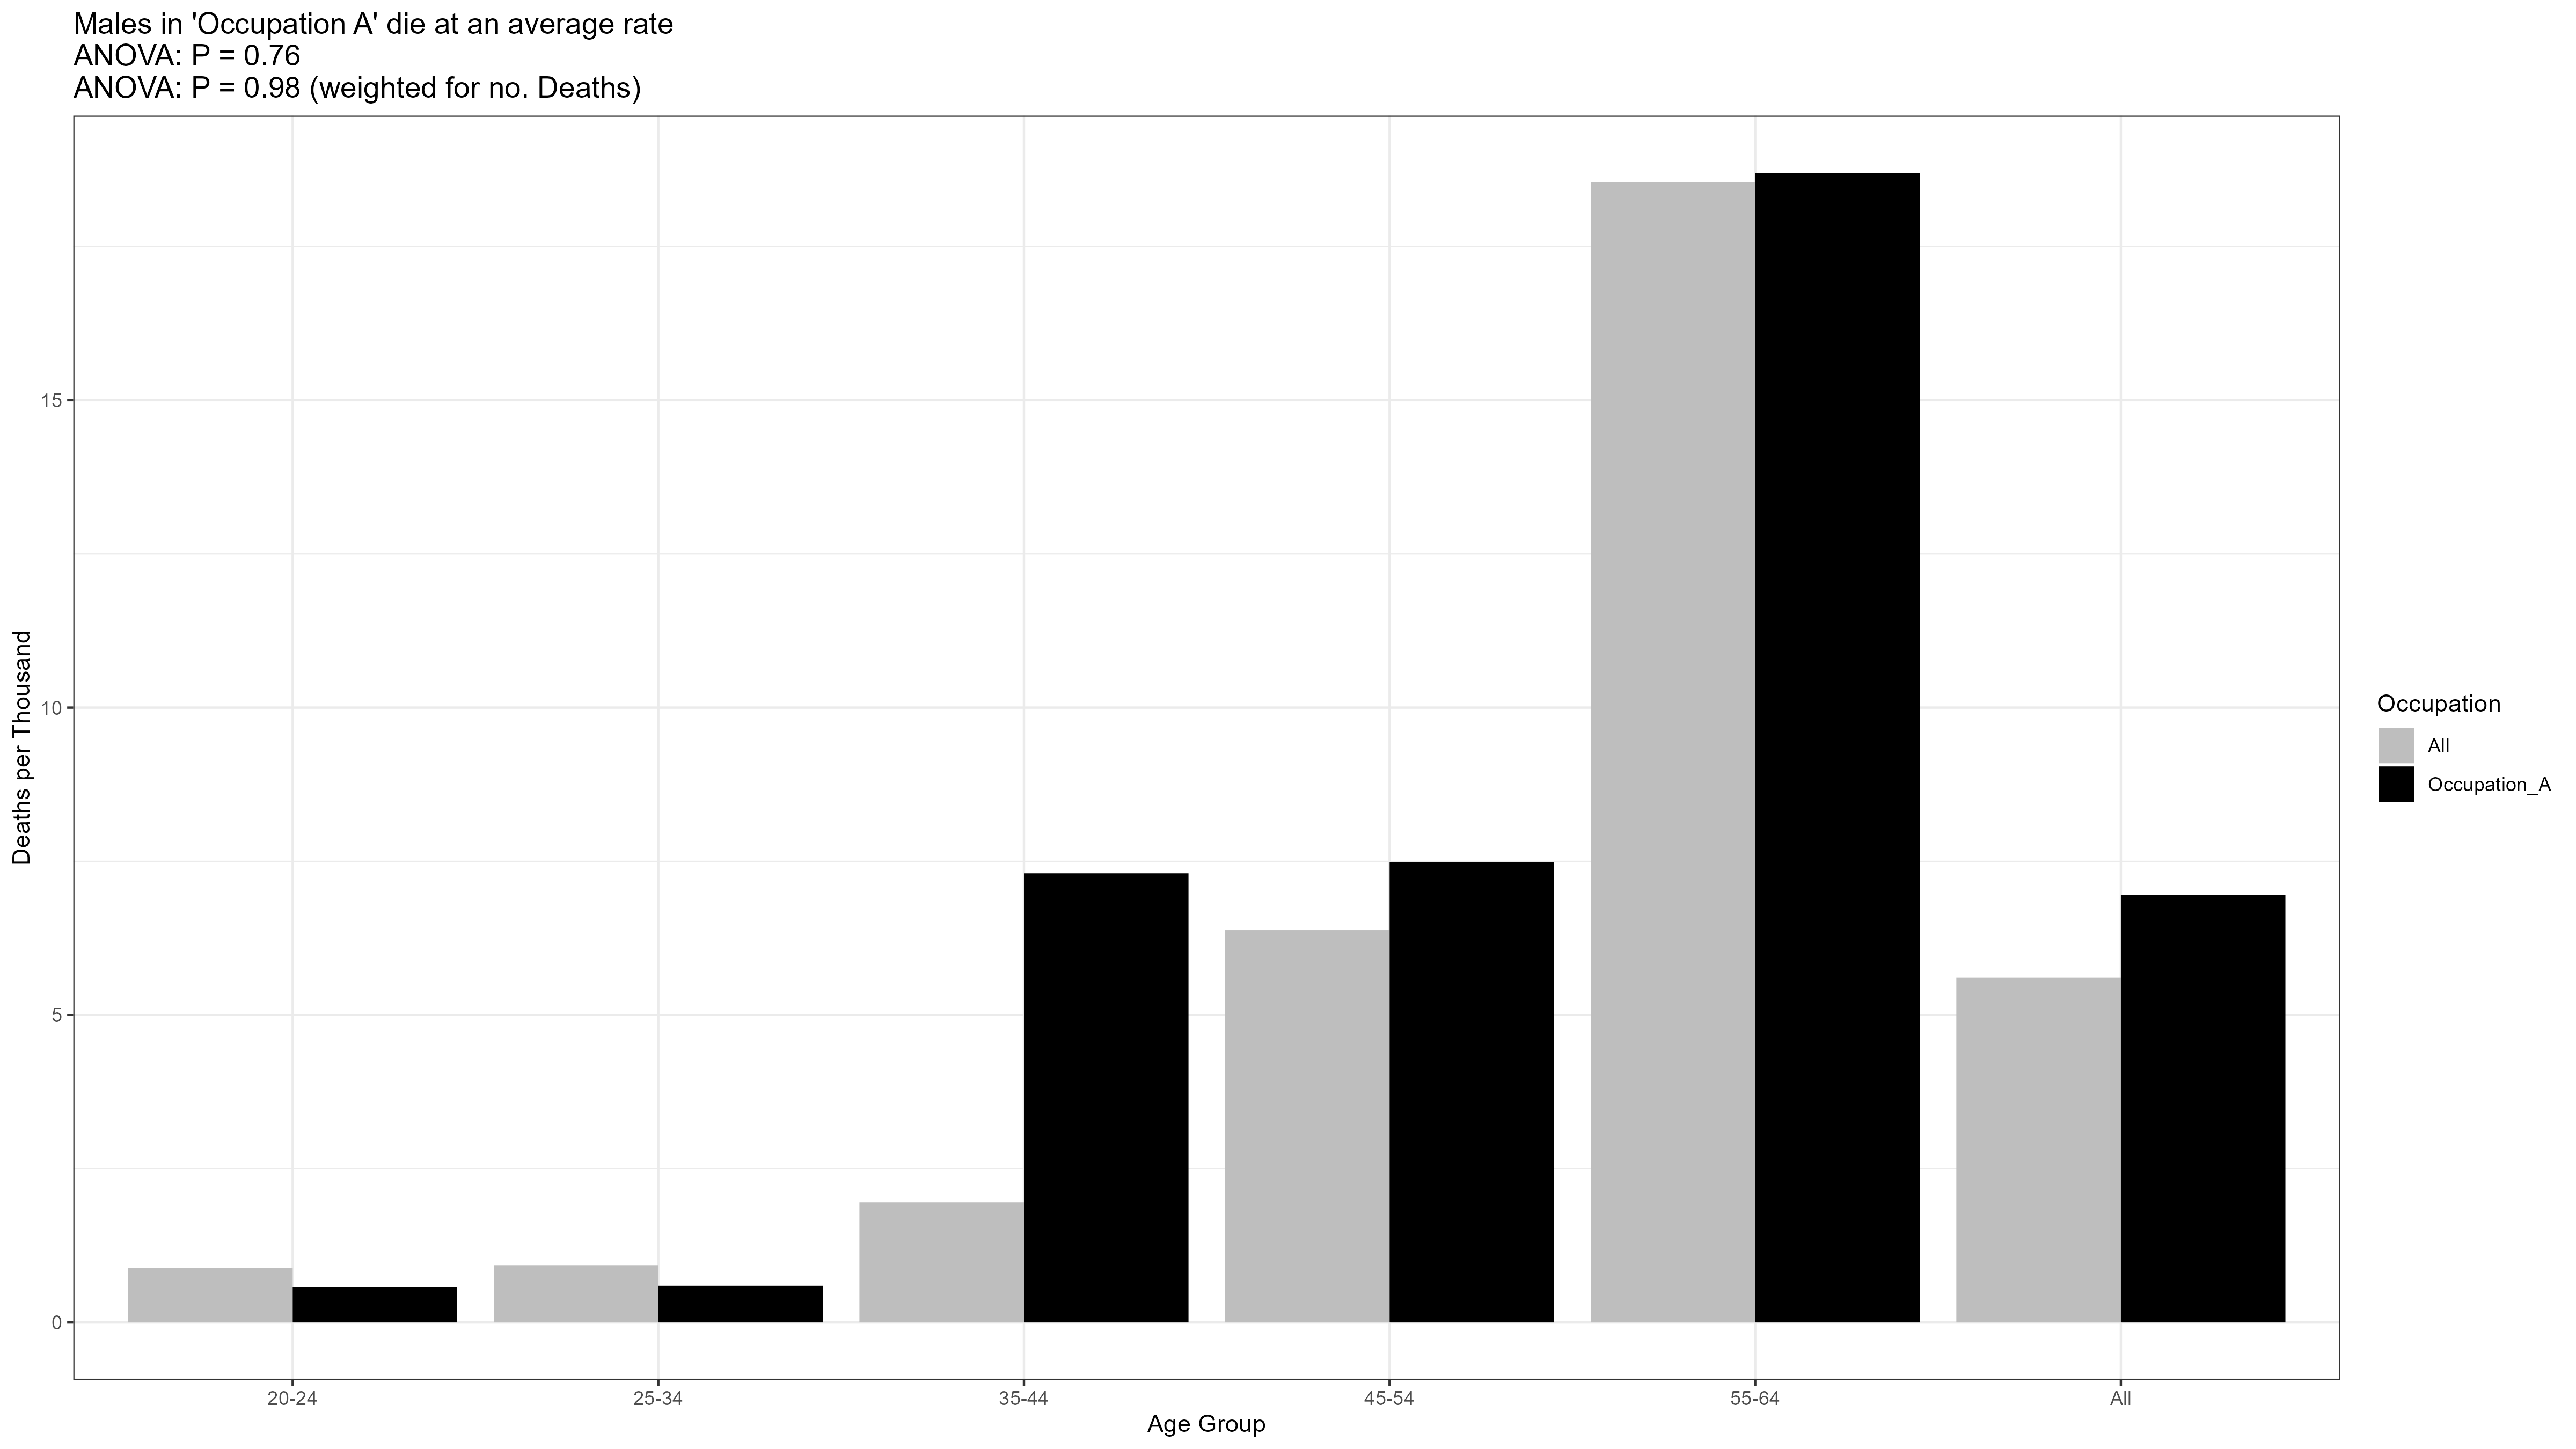 Males in 'Occupation A' die at an average rate
ANOVA: P = 0.76
ANOVA: P = 0.98 (weighted for no. Deaths)
Deaths per Thousand
15
10
5
0
20-24
25-34
35-44
45-54
55-64
All
Age Group
Occupation
All
Occupation_A